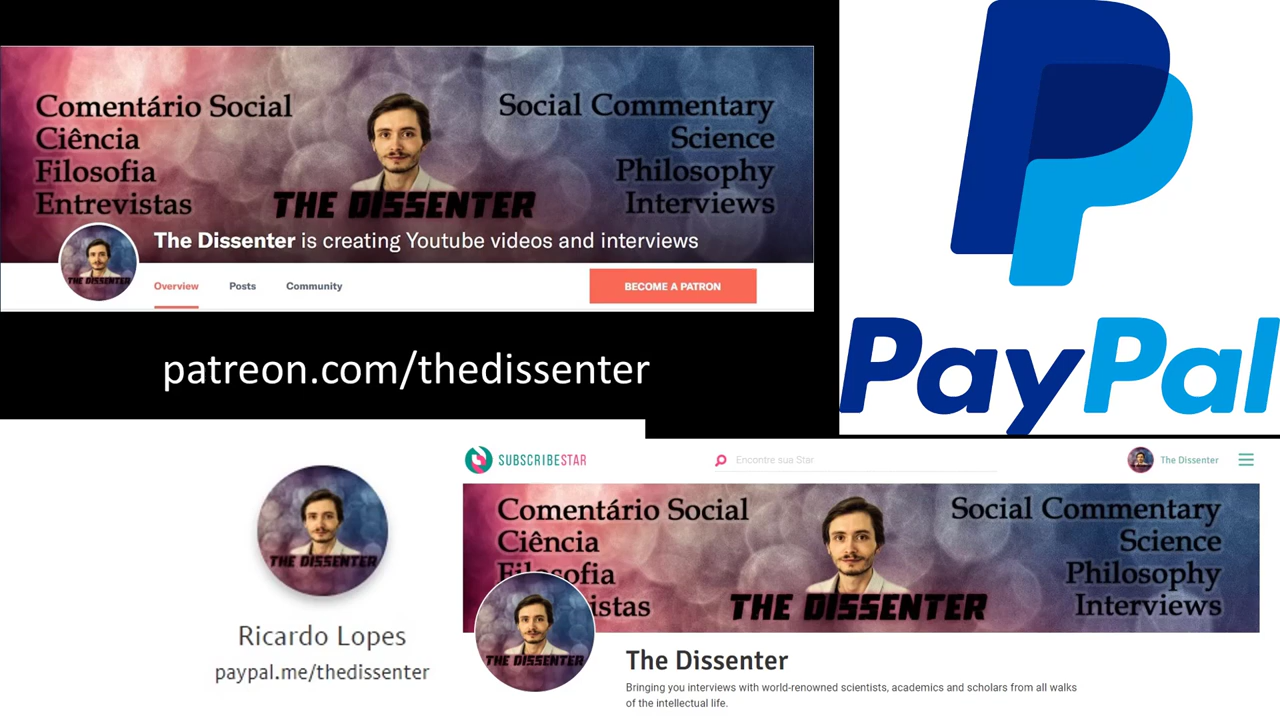 Comentário Social
Ciência
Filosofia
Entrevistas
Social Commentary
Science
Philosophy
Interviews
THE DISSENTER
The Dissenter is creating Youtube videos and interviews
THE DISSENTER
Overview Posts Community
BECOME A PATRON
patreon.com/thedissenter
PayPal
THE DISSENTER
Ricardo Lopes
paypal.me/thedissenter
SUBSCRIBESTAR
Encontre sua Star
The Dissenter
Comentário Social
Ciência
Filosofia
istas
Social Commentary
Science
Philosophy
Interviews
THE DISSENTER
THE DISSENTER
The Dissenter
Bringing you interviews with world-renowned scientists, academics and scholars from all walks
of the intellectual life.